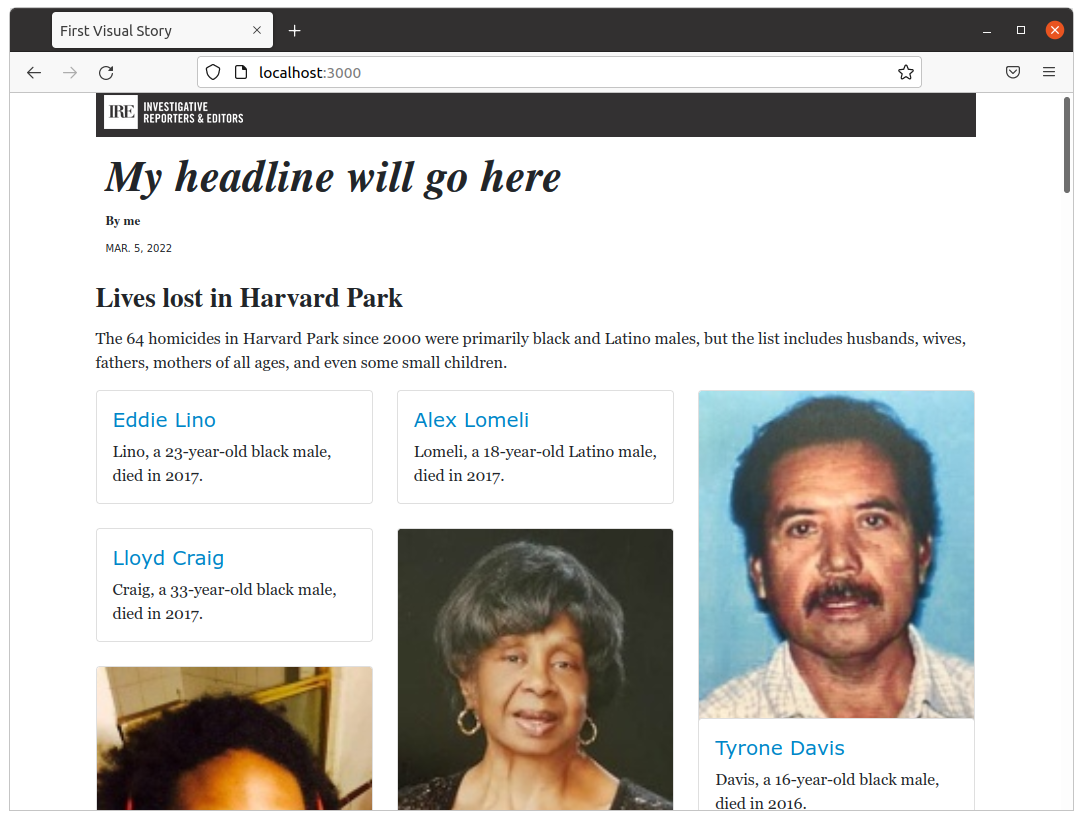 First Visual Story
localhost:3000
IRE INVESTIGATIVE
REPORTERS & EDITORS
My headline will go here
By me
MAR. 5, 2022
Lives lost in Harvard Park
The 64 homicides in Harvard Park since 2000 were primarily black and Latino males, but the list includes husbands, wives,
fathers, mothers of all ages, and even some small children.
Eddie Lino
Lino, a 23-year-old black male,
died in 2017.
Alex Lomeli
Lomeli, a 18-year-old Latino male,
died in 2017.
Lloyd Craig
Craig, a 33-year-old black male,
died in 2017.
Tyrone Davis
Davis, a 16-year-old black male,
died in 2016.